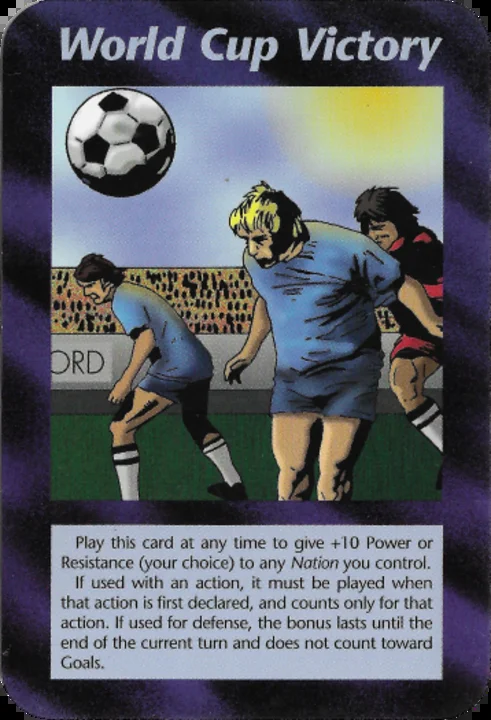 World Cup Victory
ORD
Play this card at any time to give +10 Power or
Resistance (your choice) to any Nation you control.
If used with an action, it must be played when
that action is first declared, and counts only for that
action. If used for defense, the bonus lasts until the
end of the current turn and does not count toward
Goals.